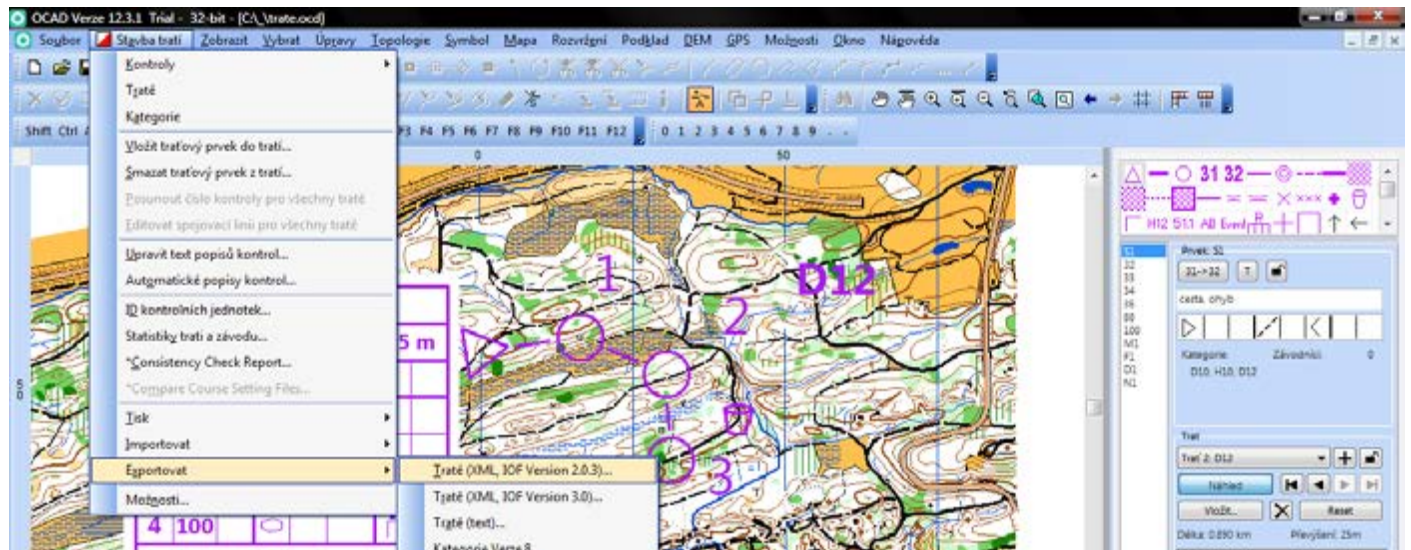 OCAD Verze 12.3.1 Trial - 32-bit - [C:\_\trate.ocd]
Soubor Stavba tratí Zobrazit Vybrat Úpravy Topologie Symbol Mapa Rozvržení Podklad DEM GPS Možnosti Okno Nápověda
Kontroly
Tratě
Kategorie
Shift Ctrl F3 F4 F5 F6 F7 F8 F9 F10 F11 F12 0 1 2 3 4 5 6 7 8 9 . -
Vložit traťový prvek do tratí...
Smazat traťový prvek z tratí...
Posunout číslo kontroly pro všechny tratě
Editovat spojovací linii pro všechny tratě
Upravit text popisů kontrol...
Automatické popisy kontrol...
ID kontrolních jednotek...
Statistiky trati a závodu...
*Consistency Check Report...
*Compare Course Setting Files...
Tisk
Importovat
Exportovat
Možnosti...
Tratě (XML, IOF Version 2.0.3)...
Tratě (XML, IOF Version 3.0)...
Tratě (text)...
Kategorie Verze 8
0 50
50
5 m
1
D12
2
3
4 100
31 32
H12 511 AB
S1
32
33
34
88
100
M1
F1
D1
N1
Prvek: S1
31->32 T
cesta, ohyb
Kategorie Závodníci 0
D10, H10, D12
Trať
Trať 2: D12
Náhled
Vložit... Reset
Délka: 0.890 km Převýšení: 25m